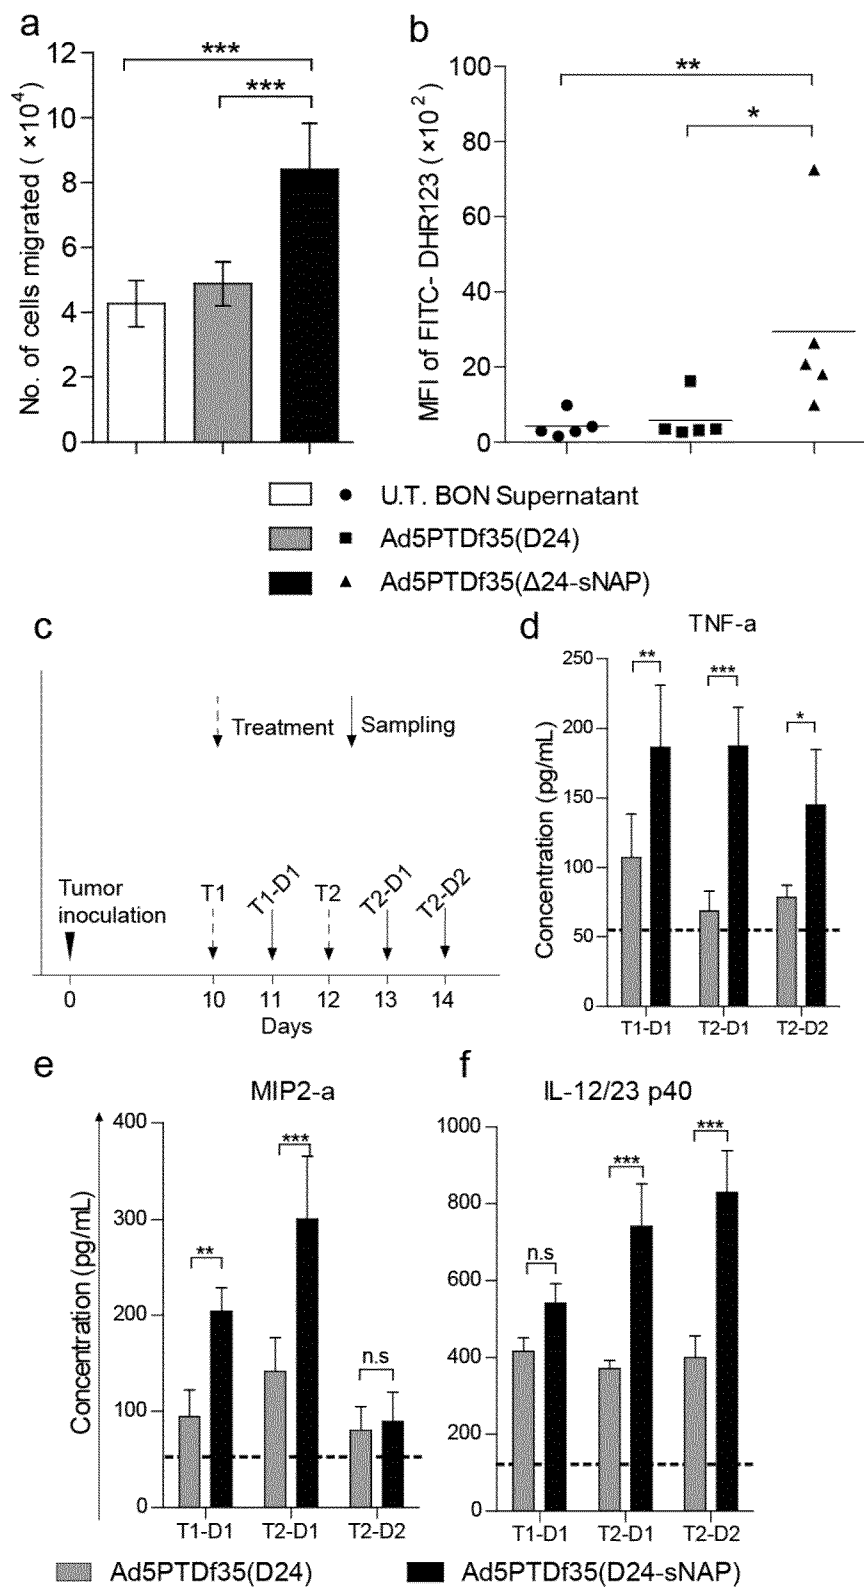 a
No. of cells migrated ( ×10⁴)
12
10
8
6
4
2
0
***
***
b
MFI of FITC- DHR123 ( ×10²)
100
80
60
40
20
0
**
*
U.T. BON Supernatant
Ad5PTDf35(D24)
Ad5PTDf35(Δ24-sNAP)
c
Treatment
Sampling
Tumor
inoculation
T1
T1-D1
T2
T2-D1
T2-D2
0 10 11 12 13 14
Days
d
TNF-a
Concentration (pg/mL)
250
200
150
100
50
0
**
***
*
T1-D1 T2-D1 T2-D2
e
MIP2-a
Concentration (pg/mL)
400
300
200
100
0
**
***
n.s
T1-D1 T2-D1 T2-D2
f
IL-12/23 p40
1000
800
600
400
200
0
n.s
***
***
T1-D1 T2-D1 T2-D2
Ad5PTDf35(D24)
Ad5PTDf35(D24-sNAP)